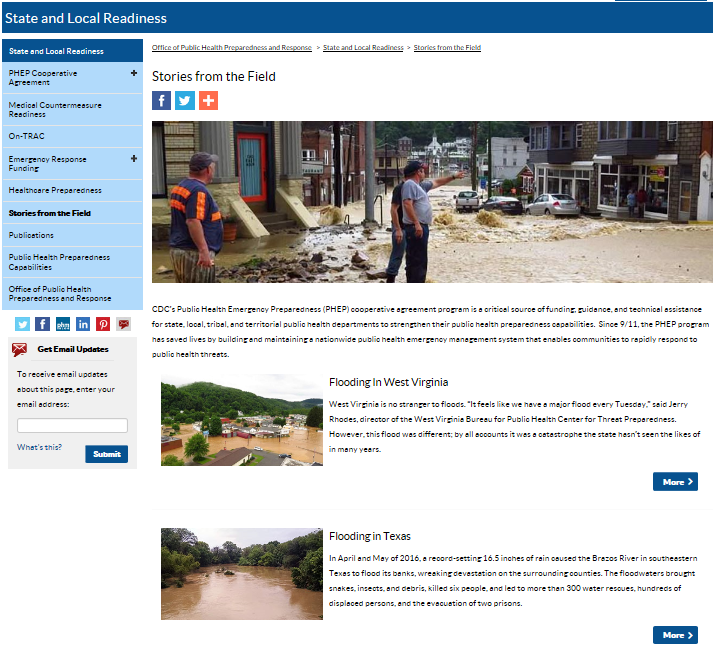 State and Local Readiness
State and Local Readiness
PHEP Cooperative
Agreement
Medical Countermeasure
Readiness
On-TRAC
Emergency Response
Funding
Healthcare Preparedness
Stories from the Field
Publications
Public Health Preparedness
Capabilities
Office of Public Health
Preparedness and Response
Get Email Updates
To receive email updates
about this page, enter your
email address:
What's this?
Submit
Office of Public Health Preparedness and Response > State and Local Readiness > Stories from the Field
Stories from the Field
CDC's Public Health Emergency Preparedness (PHEP) cooperative agreement program is a critical source of funding, guidance, and technical assistance
for state, local, tribal, and territorial public health departments to strengthen their public health preparedness capabilities. Since 9/11, the PHEP program
has saved lives by building and maintaining a nationwide public health emergency management system that enables communities to rapidly respond to
public health threats.
Flooding In West Virginia
West Virginia is no stranger to floods. "It feels like we have a major flood every Tuesday," said Jerry
Rhodes, director of the West Virginia Bureau for Public Health Center for Threat Preparedness.
However, this flood was different; by all accounts it was a catastrophe the state hasn't seen the likes of
in many years.
More
Flooding in Texas
In April and May of 2016, a record-setting 16.5 inches of rain caused the Brazos River in southeastern
Texas to flood its banks, wreaking devastation on the surrounding counties. The floodwaters brought
snakes, insects, and debris, killed six people, and led to more than 300 water rescues, hundreds of
displaced persons, and the evacuation of two prisons.
More